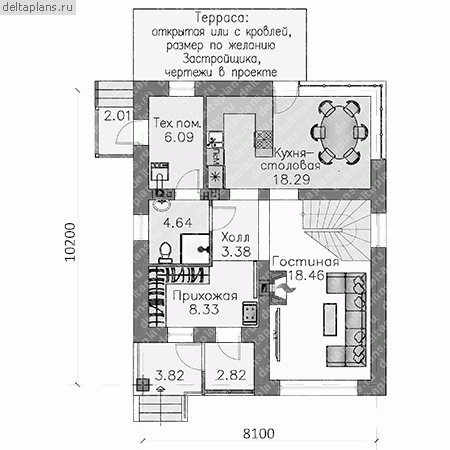 deltaplans.ru
Терраса:
открытая или с кровлей,
размер по желанию
Застройщика,
чертежи в проекте
2.01
Тех.пом.
6.09
Кухня-
столовая
18.29
4.64
Холл
3.38
Гостиная
18.46
Прихожая
8.33
3.82
2.82
10200
8100